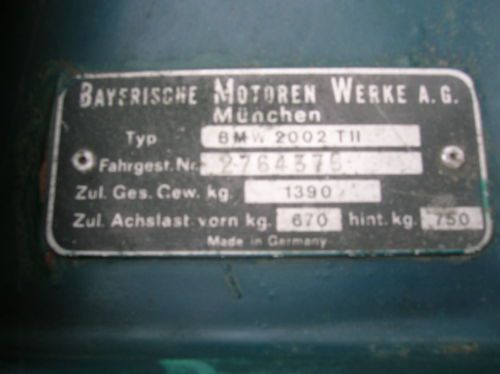 BAYERISCHE MOTOREN WERKE A.G.
München
Typ BMW 2002 TII
Fahrgest. Nr. 2764376
Zul. Ges. Gew. kg. 1390
Zul. Achslast vorn kg. 670 hint. kg. 750
Made in Germany